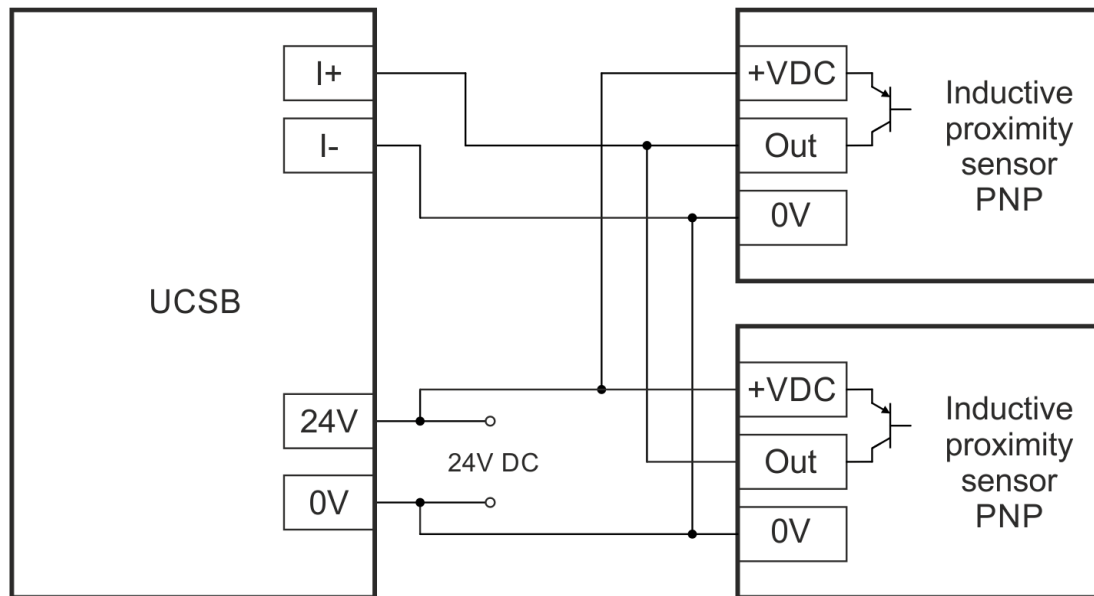 UCSB
I+
I-
24V
0V
24V DC
+VDC
Out
0V
Inductive
proximity
sensor
PNP
+VDC
Out
0V
Inductive
proximity
sensor
PNP